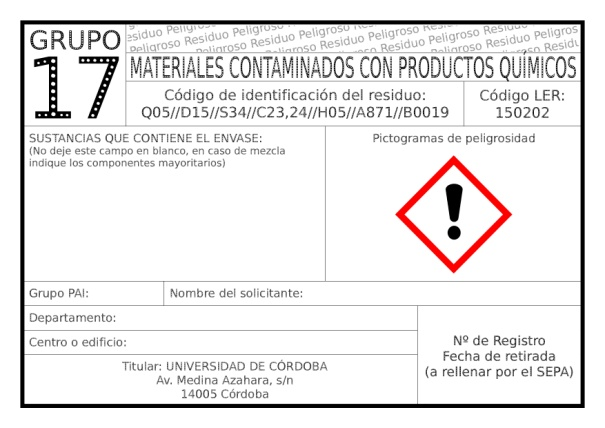 GRUPO
17
Residuo Peligroso Residuo Peligroso Residuo Peligroso Residuo Peligros
Peligroso Residuo Peligroso Residuo Peligroso Residuo Peligroso Residu
MATERIALES CONTAMINADOS CON PRODUCTOS QUÍMICOS
Código de identificación del residuo:
Q05//D15//S34//C23,24//H05//A871//B0019
Código LER:
150202
SUSTANCIAS QUE CONTIENE EL ENVASE:
(No deje este campo en blanco, en caso de mezcla
indique los componentes mayoritarios)
Pictogramas de peligrosidad
Grupo PAI:
Nombre del solicitante:
Departamento:
Centro o edificio:
Titular: UNIVERSIDAD DE CÓRDOBA
Av. Medina Azahara, s/n
14005 Córdoba
Nº de Registro
Fecha de retirada
(a rellenar por el SEPA)